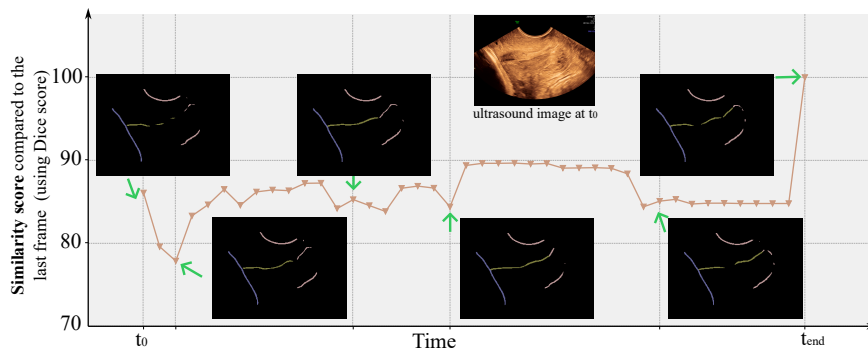 Similarity score compared to the
last frame (using Dice score)
100
90
80
70
ultrasound image at t0
t0
Time
tend